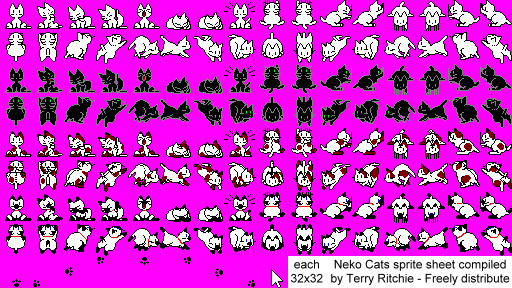 each Neko Cats sprite sheet compiled
32x32 by Terry Ritchie - Freely distribute